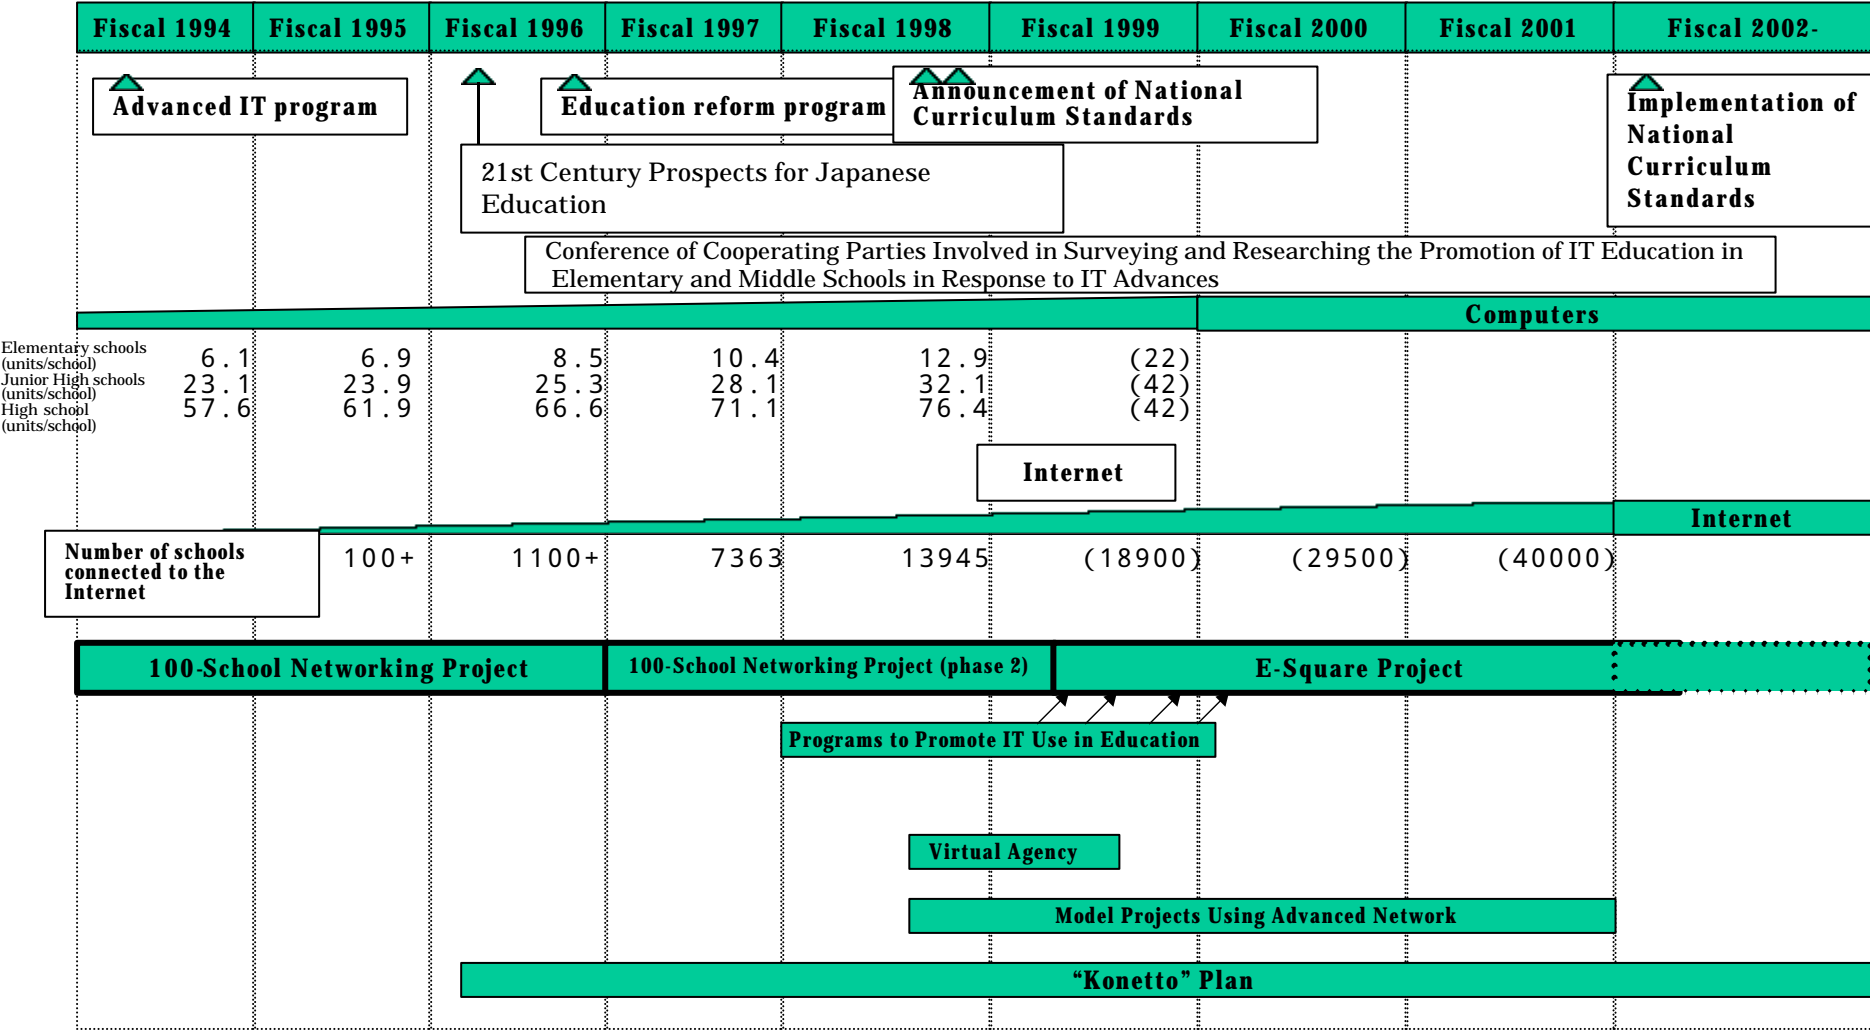 Fiscal 1994 Fiscal 1995 Fiscal 1996 Fiscal 1997 Fiscal 1998 Fiscal 1999 Fiscal 2000 Fiscal 2001 Fiscal 2002-
Advanced IT program
Education reform program
Announcement of National
Curriculum Standards
Implementation of
National
Curriculum
Standards
21st Century Prospects for Japanese
Education
Conference of Cooperating Parties Involved in Surveying and Researching the Promotion of IT Education in
Elementary and Middle Schools in Response to IT Advances
Computers
Elementary schools
(units/school)
6.1 6.9 8.5 10.4 12.9 (22)
Junior High schools
(units/school)
23.1 23.9 25.3 28.1 32.1 (42)
High school
(units/school)
57.6 61.9 66.6 71.1 76.4 (42)
Internet
Internet
Number of schools
connected to the
Internet
100+ 1100+ 7363 13945 (18900) (29500) (40000)
100-School Networking Project
100-School Networking Project (phase 2)
E-Square Project
Programs to Promote IT Use in Education
Virtual Agency
Model Projects Using Advanced Network
“Konetto” Plan